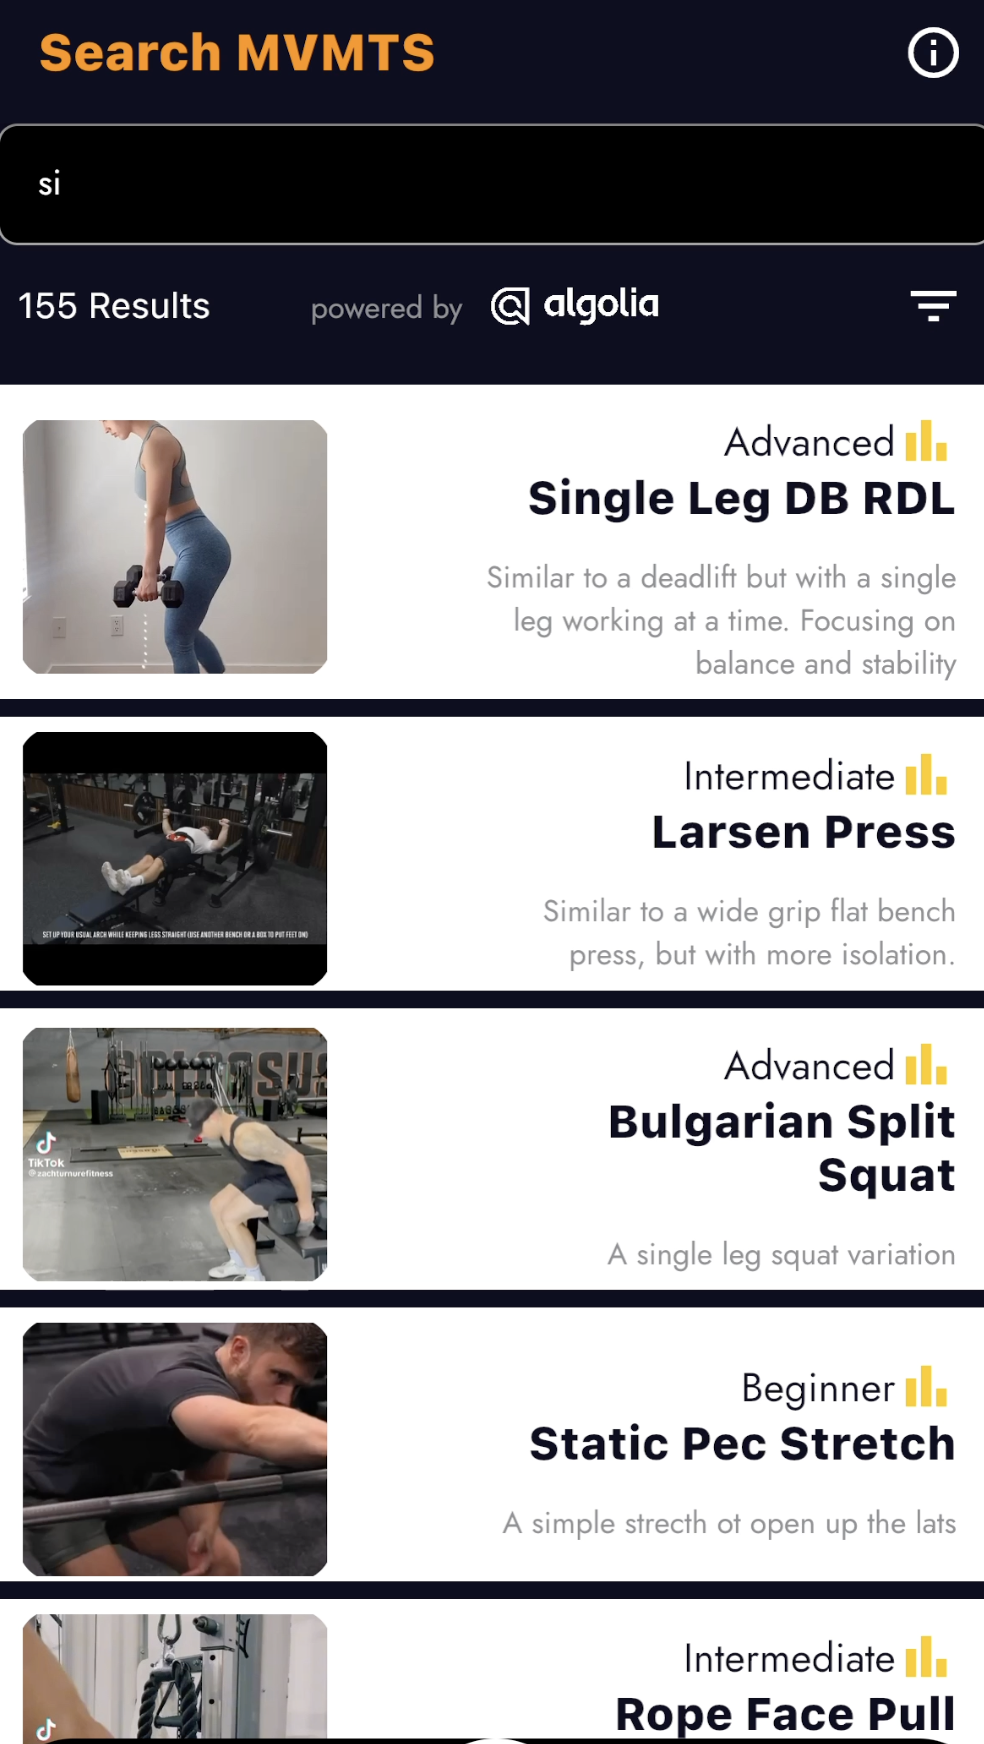 Search MVMTS
si
155 Results
powered by algolia
Advanced
Single Leg DB RDL
Similar to a deadlift but with a single
leg working at a time. Focusing on
balance and stability
SET UP YOUR USUAL ARCH WHILE KEEPING LEGS STRAIGHT (USE ANOTHER BENCH OR A BOX TO PUT FEET ON)
Intermediate
Larsen Press
Similar to a wide grip flat bench
press, but with more isolation.
COLOSSUS
TikTok
@zachturnurefitness
Advanced
Bulgarian Split
Squat
A single leg squat variation
Beginner
Static Pec Stretch
A simple strecth ot open up the lats
Intermediate
Rope Face Pull